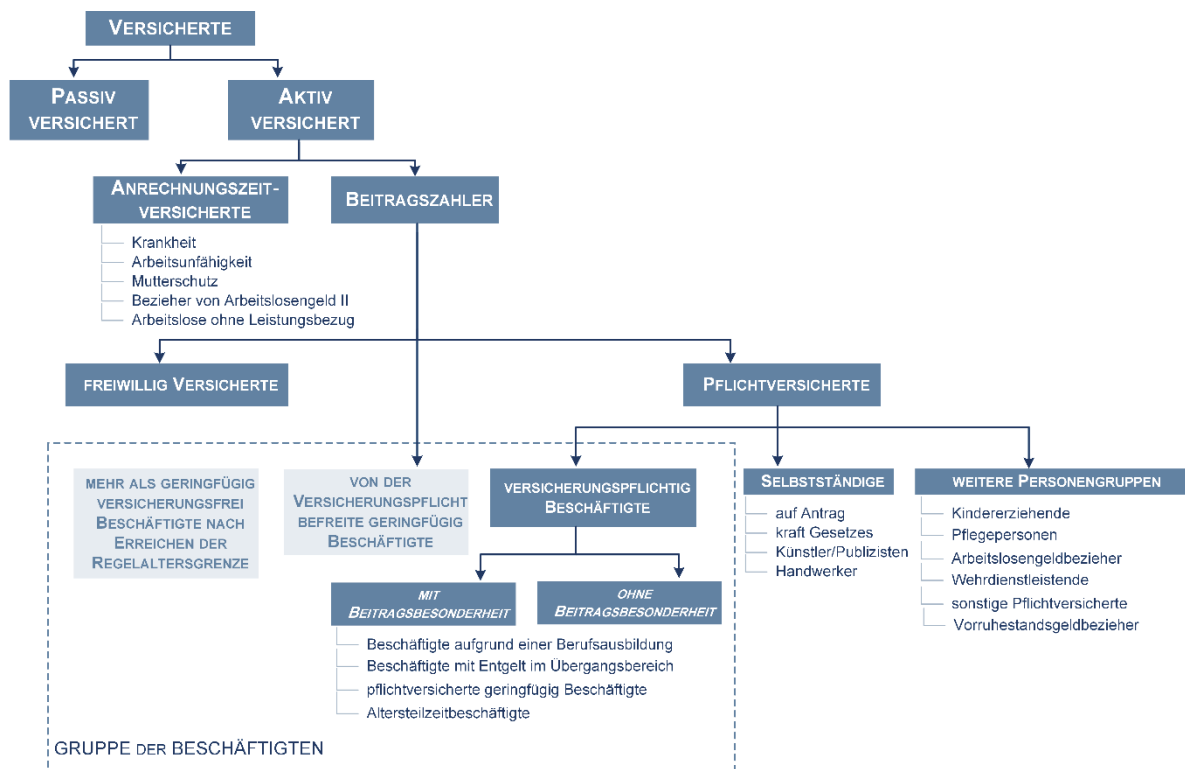 VERSICHERTE
PASSIV
VERSICHERT
AKTIV
VERSICHERT
ANRECHNUNGSZEIT-
VERSICHERTE
Krankheit
Arbeitsunfähigkeit
Mutterschutz
Bezieher von Arbeitslosengeld II
Arbeitslose ohne Leistungsbezug
BEITRAGSZAHLER
FREIWILLIG VERSICHERTE
PFLICHTVERSICHERTE
MEHR ALS GERINGFÜGIG
VERSICHERUNGSFREI
BESCHÄFTIGTE NACH
ERREICHEN DER
REGELALTERSGRENZE
VON DER
VERSICHERUNGSPFLICHT
BEFREITE GERINGFÜGIG
BESCHÄFTIGTE
VERSICHERUNGSPFLICHTIG
BESCHÄFTIGTE
SELBSTSTÄNDIGE
auf Antrag
kraft Gesetzes
Künstler/Publizisten
Handwerker
WEITERE PERSONENGRUPPEN
Kindererziehende
Pflegepersonen
Arbeitslosengeldbezieher
Wehrdienstleistende
sonstige Pflichtversicherte
Vorruhestandsgeldbezieher
MIT
BEITRAGSBESONDERHEIT
OHNE
BEITRAGSBESONDERHEIT
Beschäftigte aufgrund einer Berufsausbildung
Beschäftigte mit Entgelt im Übergangsbereich
pflichtversicherte geringfügig Beschäftigte
Altersteilzeitbeschäftigte
GRUPPE DER BESCHÄFTIGTEN